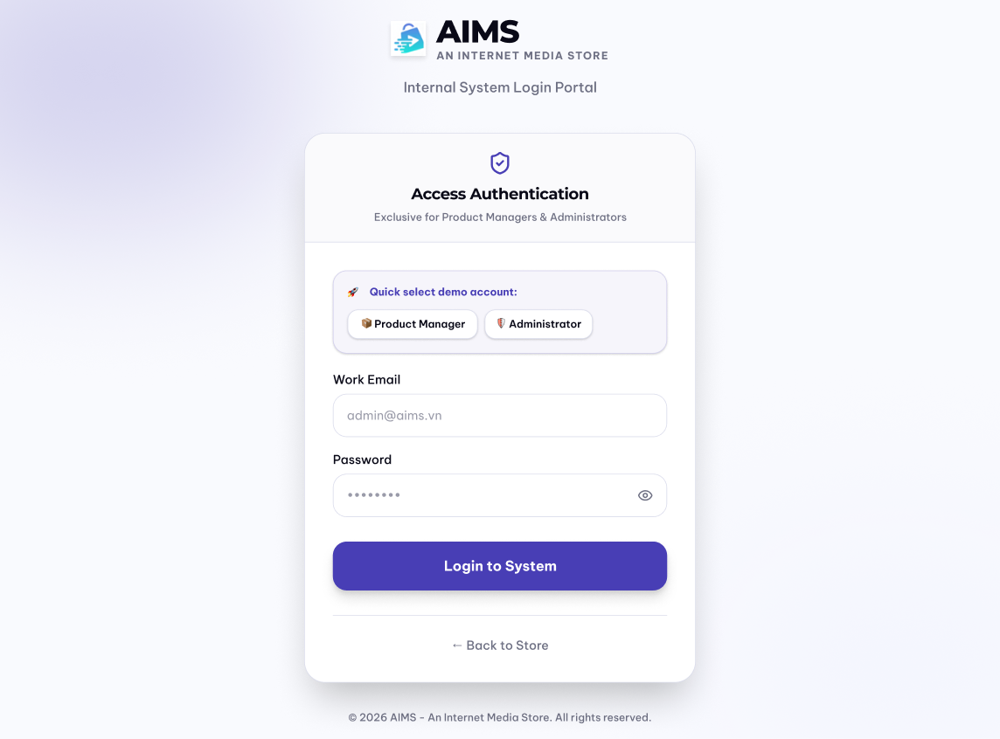 AIMS
AN INTERNET MEDIA STORE
Internal System Login Portal
Access Authentication
Exclusive for Product Managers & Administrators
🚀 Quick select demo account:
📦 Product Manager
🛡️ Administrator
Work Email
admin@aims.vn
Password
••••••••
Login to System
← Back to Store
© 2026 AIMS - An Internet Media Store. All rights reserved.